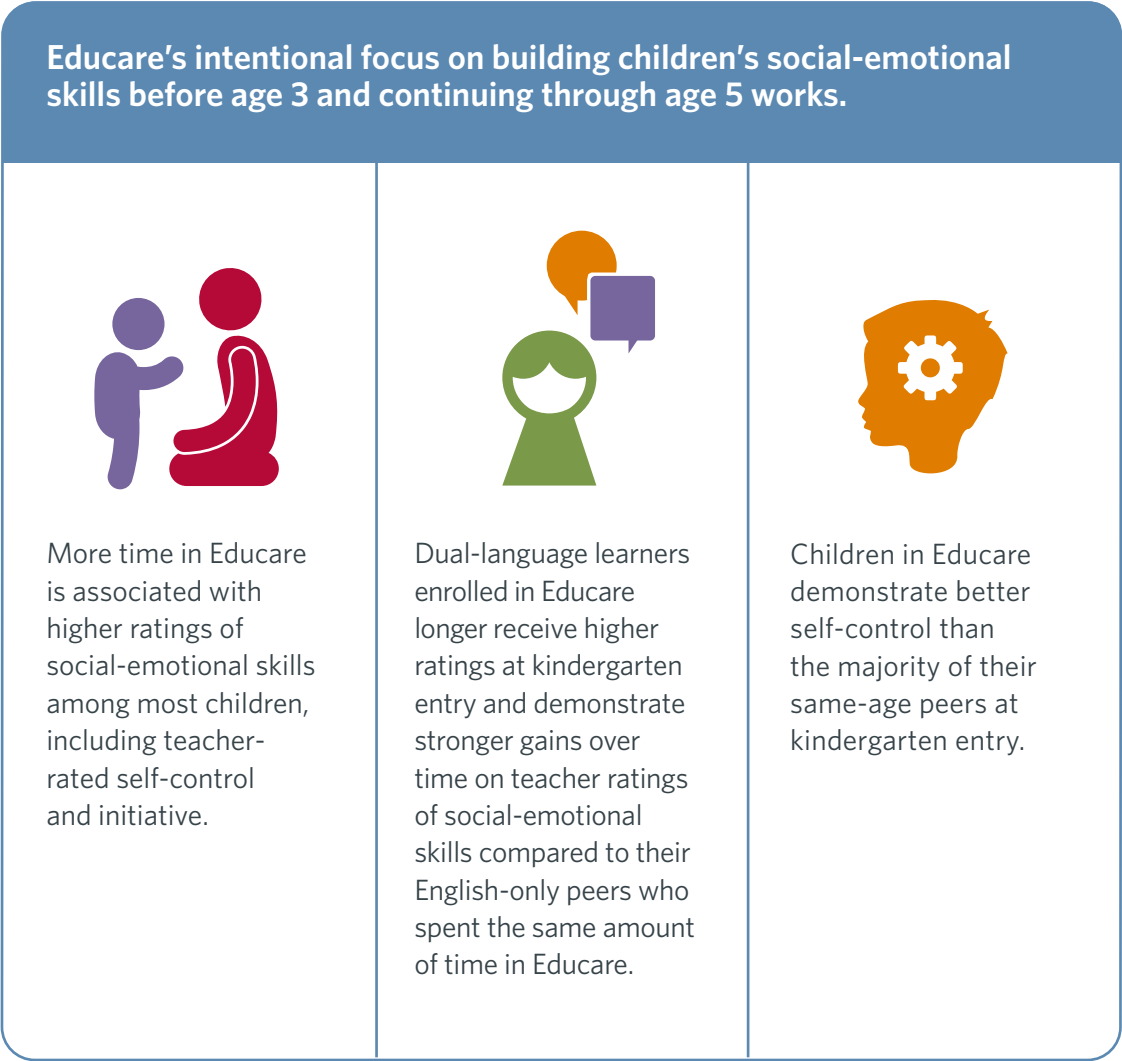 Educare’s intentional focus on building children’s social-emotional
skills before age 3 and continuing through age 5 works.
More time in Educare
is associated with
higher ratings of
social-emotional skills
among most children,
including teacher-
rated self-control
and initiative.
Dual-language learners
enrolled in Educare
longer receive higher
ratings at kindergarten
entry and demonstrate
stronger gains over
time on teacher ratings
of social-emotional
skills compared to their
English-only peers who
spent the same amount
of time in Educare.
Children in Educare
demonstrate better
self-control than
the majority of their
same-age peers at
kindergarten entry.